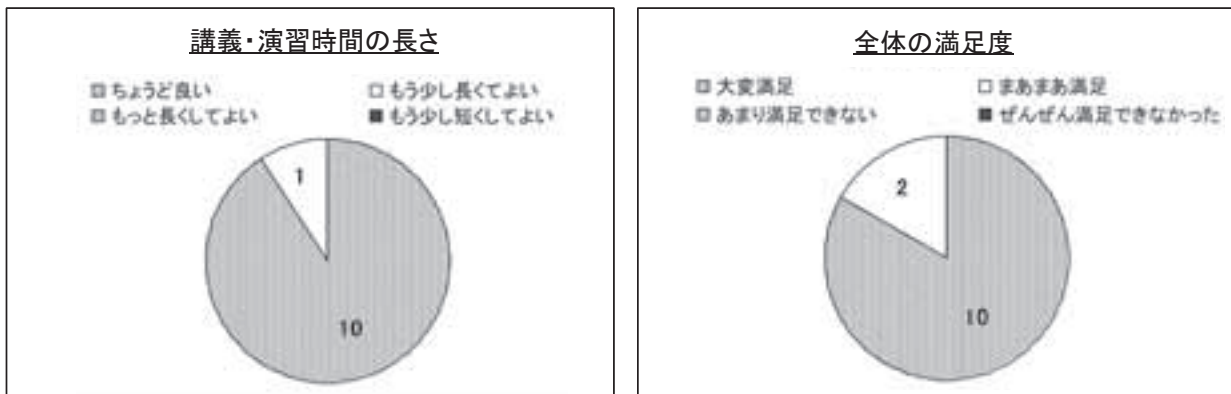 講義・演習時間の長さ
ちょうど良い もう少し長くてよい
もっと長くしてよい もう少し短くしてよい
1
10
全体の満足度
大変満足 まあまあ満足
あまり満足できない ぜんぜん満足できなかった
2
10